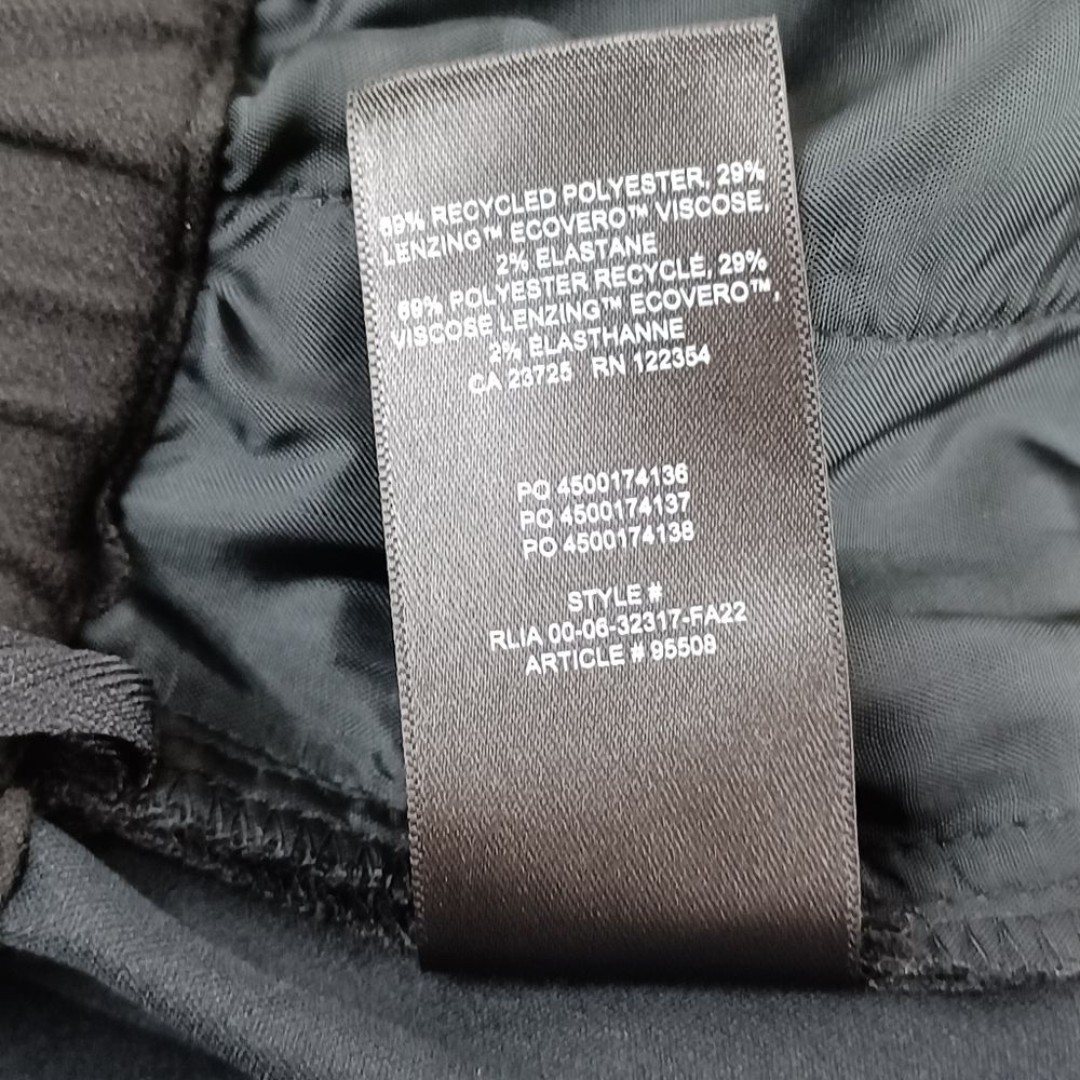 69% RECYCLED POLYESTER, 29%
LENZING™ ECOVERO™ VISCOSE,
2% ELASTANE
69% POLYESTER RECYCLÉ, 29%
VISCOSE LENZING™ ECOVERO™,
2% ÉLASTHANNE
CA 23725 RN 122354
PO 4500174136
PO 4500174137
PO 4500174138
STYLE #
RLIA 00-06-32317-FA22
ARTICLE # 95508